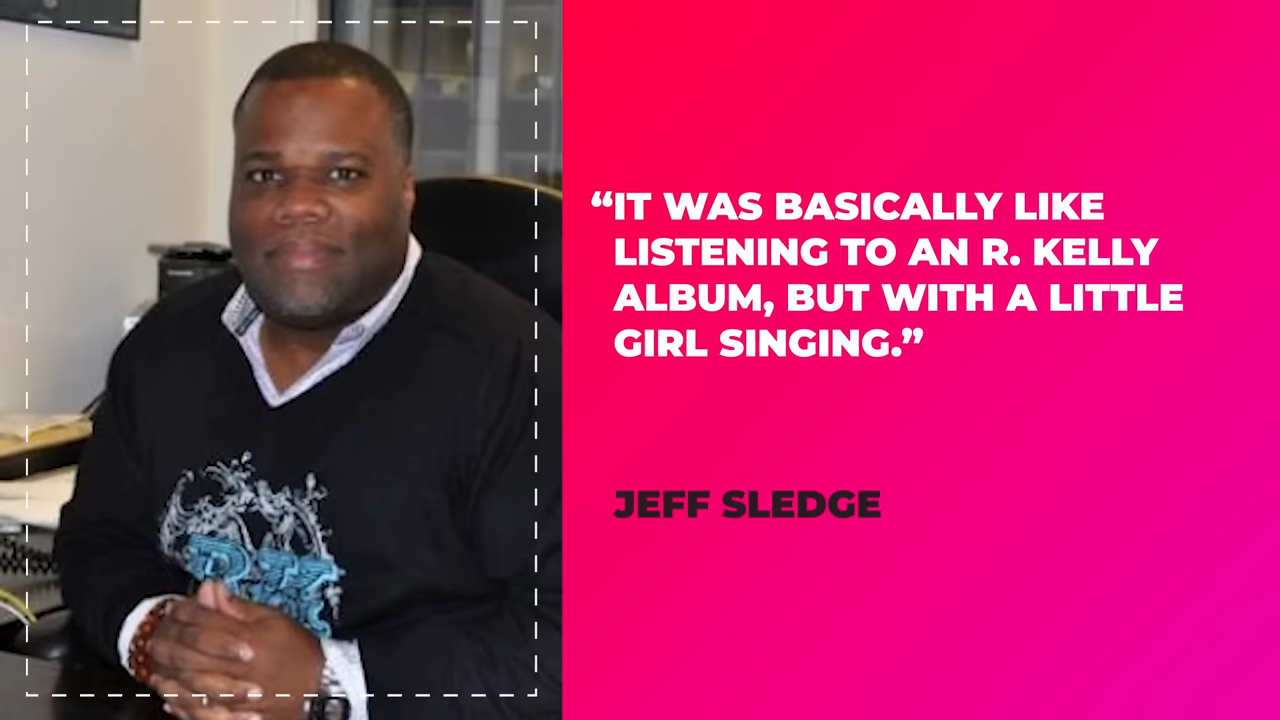 “IT WAS BASICALLY LIKE
LISTENING TO AN R. KELLY
ALBUM, BUT WITH A LITTLE
GIRL SINGING.”
JEFF SLEDGE